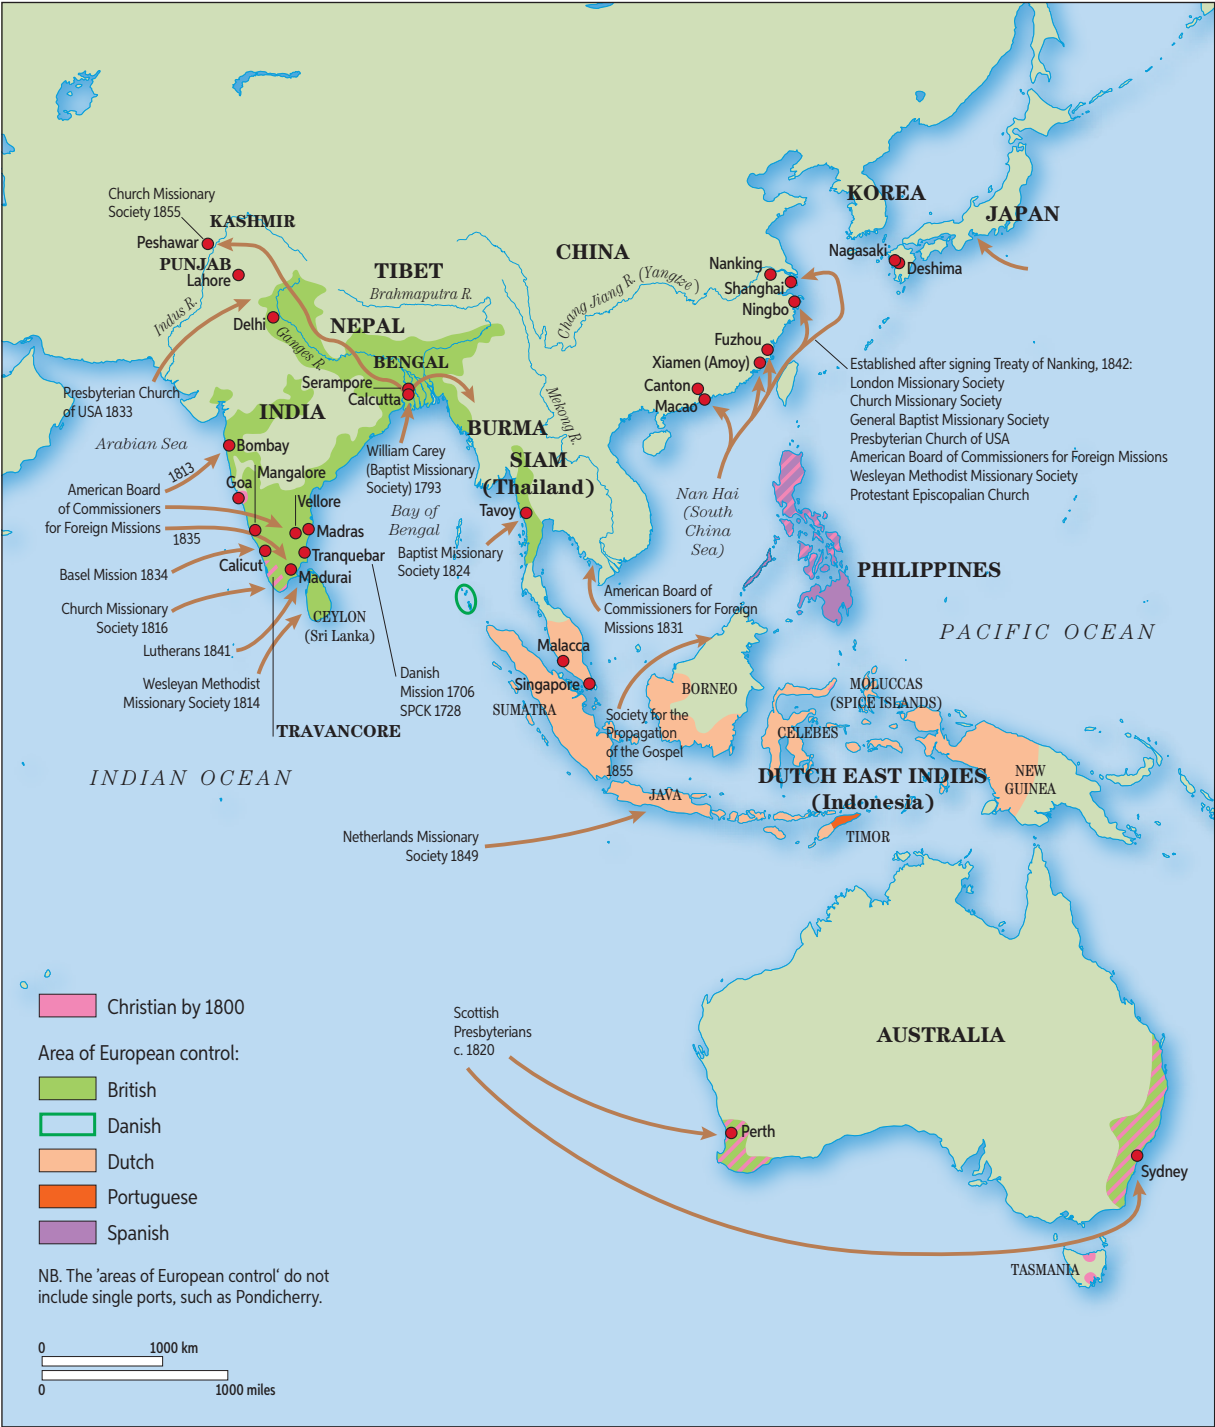 Church Missionary
Society 1855
KASHMIR
Peshawar
PUNJAB
Lahore
Indus R.
TIBET
Brahmaputra R.
CHINA
Chang Jiang R. (Yangtze)
KOREA
JAPAN
Nagasaki
Deshima
Nanking
Shanghai
Ningbo
Delhi
NEPAL
Ganges R.
BENGAL
Fuzhou
Xiamen (Amoy)
Canton
Macao
Established after signing Treaty of Nanking, 1842:
London Missionary Society
Church Missionary Society
General Baptist Missionary Society
Presbyterian Church of USA
American Board of Commissioners for Foreign Missions
Wesleyan Methodist Missionary Society
Protestant Episcopalian Church
Presbyterian Church
of USA 1833
Serampore
Calcutta
INDIA
Mekong R.
BURMA
Arabian Sea
Bombay
William Carey
(Baptist Missionary
Society) 1793
SIAM
(Thailand)
1813
Mangalore
Goa
American Board
of Commissioners
for Foreign Missions
1835
Vellore
Bay of
Bengal
Tavoy
Nan Hai
(South
China
Sea)
Madras
Tranquebar
Baptist Missionary
Society 1824
Calicut
Basel Mission 1834
Madurai
PHILIPPINES
American Board of
Commissioners for Foreign
Missions 1831
Church Missionary
Society 1816
CEYLON
(Sri Lanka)
PACIFIC OCEAN
Lutherans 1841
Malacca
Wesleyan Methodist
Missionary Society 1814
Danish
Mission 1706
SPCK 1728
Singapore
SUMATRA
BORNEO
MOLUCCAS
(SPICE ISLANDS)
TRAVANCORE
Society for the
Propagation
of the Gospel
1855
CELEBES
INDIAN OCEAN
DUTCH EAST INDIES
(Indonesia)
NEW
GUINEA
JAVA
TIMOR
Netherlands Missionary
Society 1849
Christian by 1800
Area of European control:
British
Danish
Dutch
Portuguese
Spanish
NB. The 'areas of European control' do not
include single ports, such as Pondicherry.
0 1000 km
0 1000 miles
Scottish
Presbyterians
c. 1820
AUSTRALIA
Perth
Sydney
TASMANIA